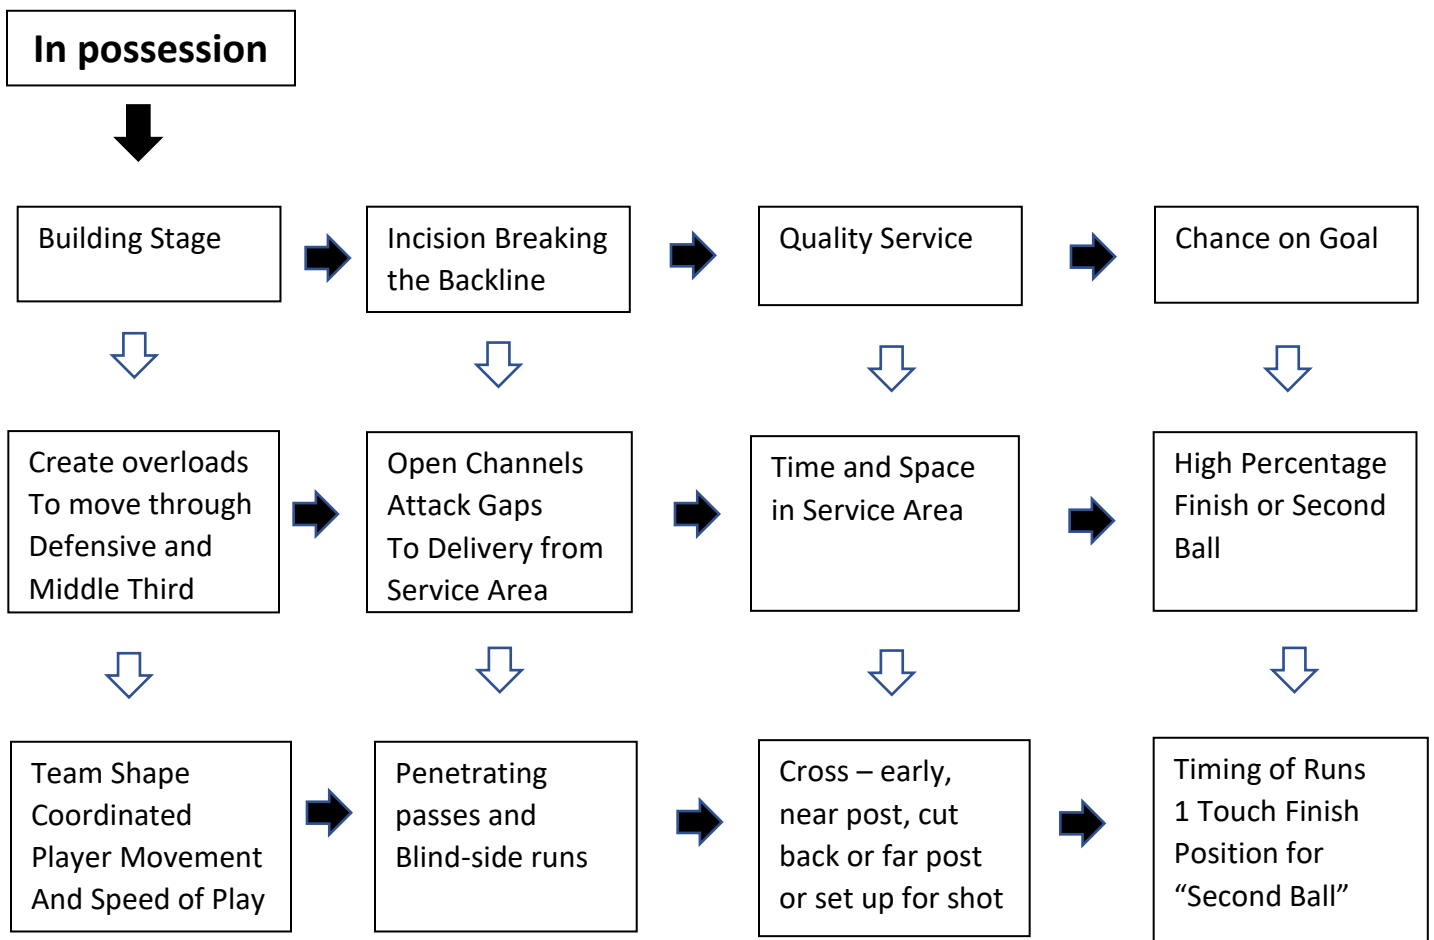 In possession
Building Stage
Incision Breaking
the Backline
Quality Service
Chance on Goal
Create overloads
To move through
Defensive and
Middle Third
Open Channels
Attack Gaps
To Delivery from
Service Area
Time and Space
in Service Area
High Percentage
Finish or Second
Ball
Team Shape
Coordinated
Player Movement
And Speed of Play
Penetrating
passes and
Blind-side runs
Cross – early,
near post, cut
back or far post
or set up for shot
Timing of Runs
1 Touch Finish
Position for
“Second Ball”